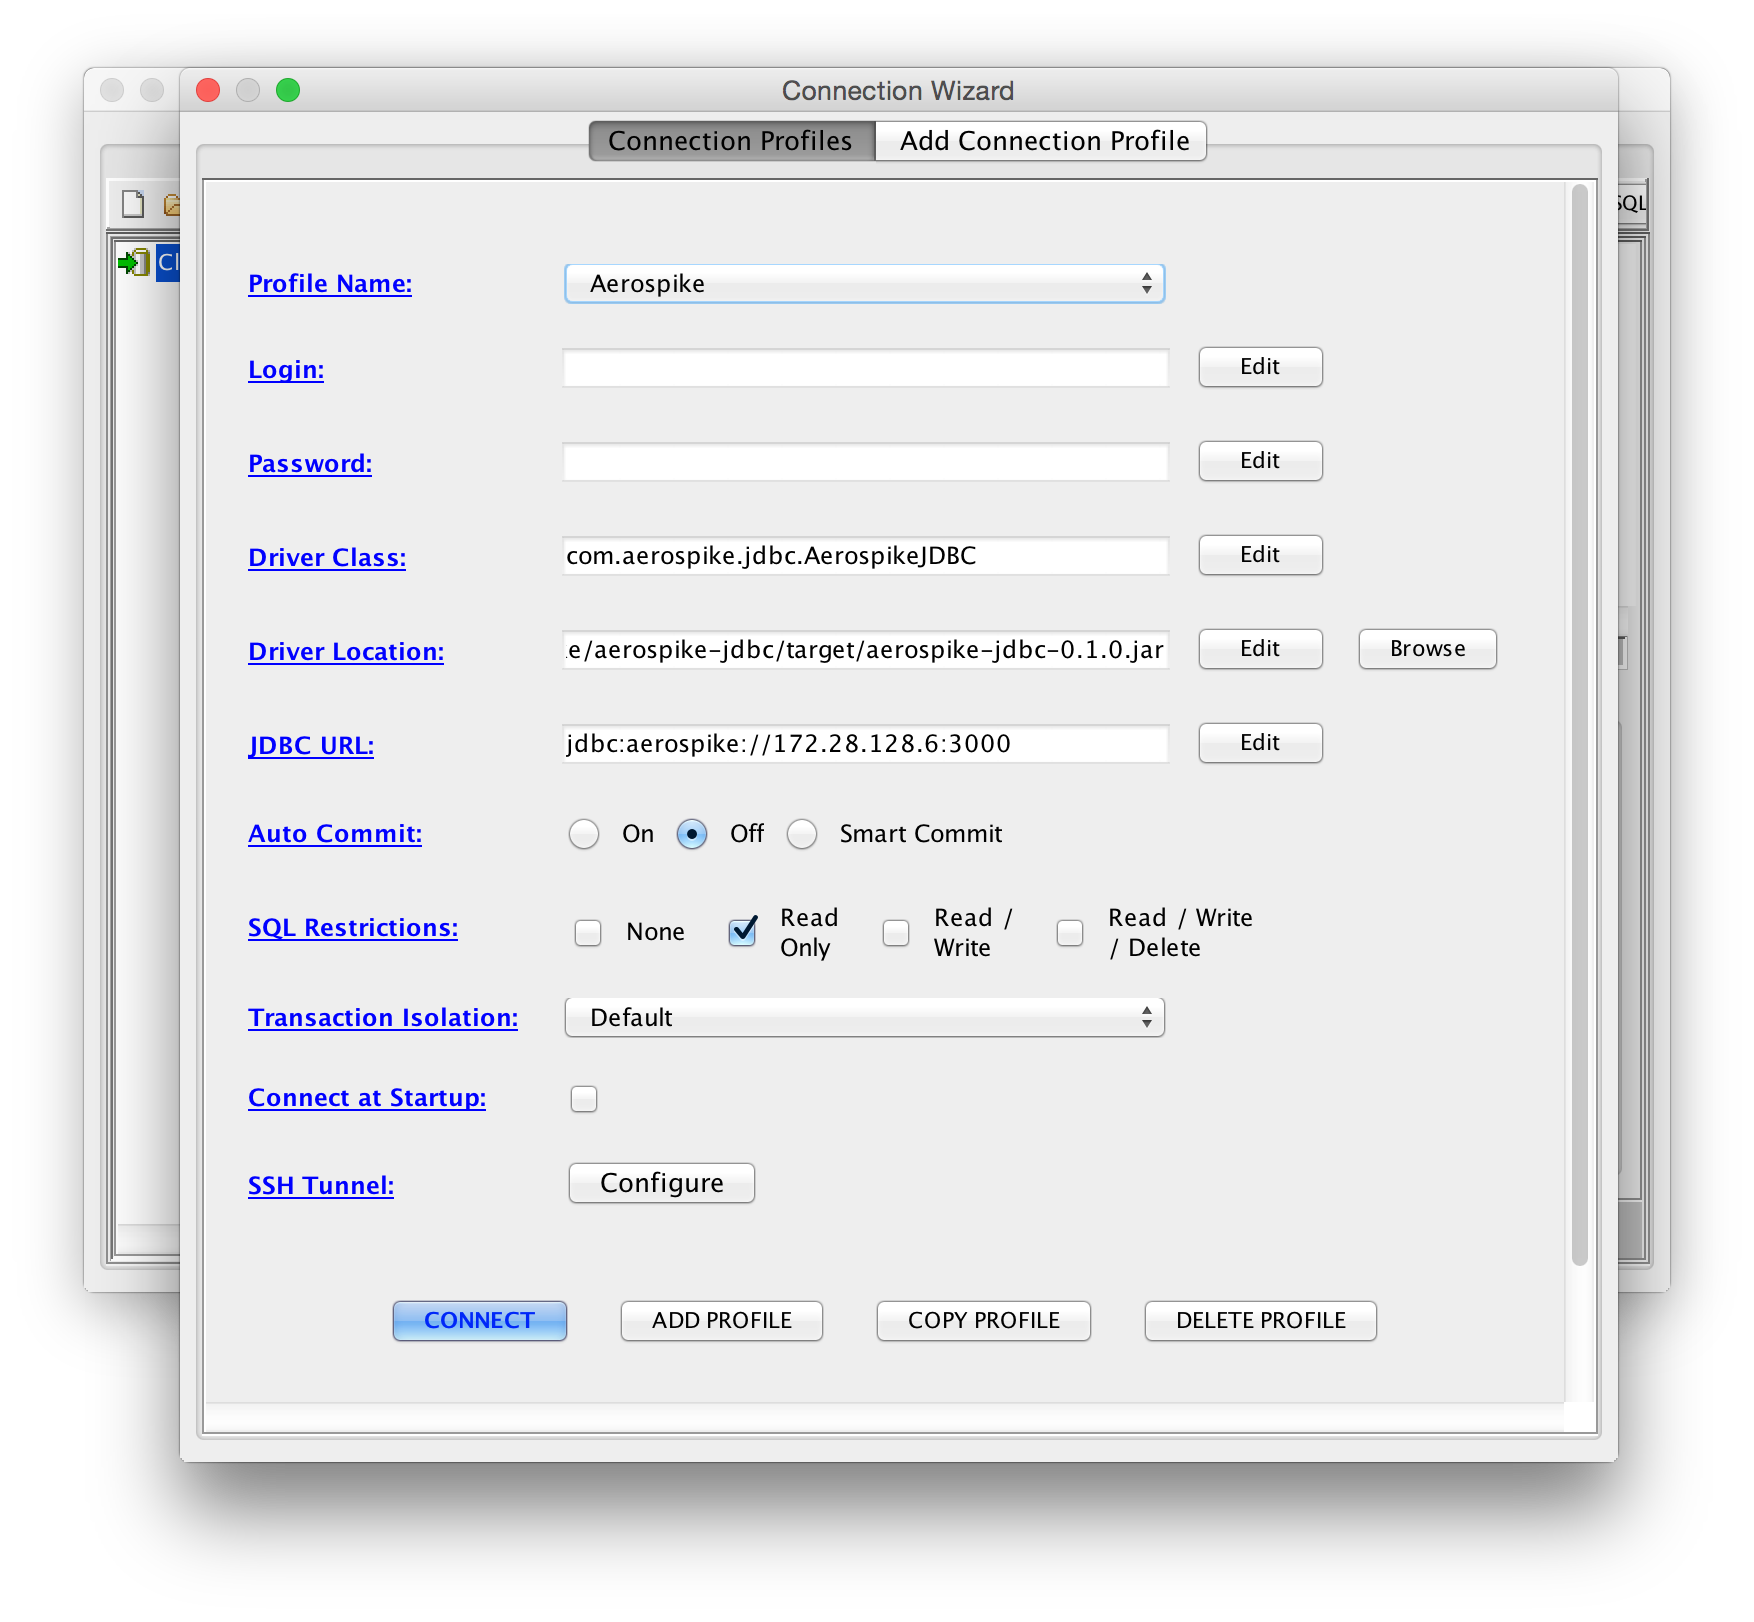 Connection Wizard
Connection Profiles
Add Connection Profile
SQL
Profile Name:
Aerospike
Login:
Edit
Password:
Edit
Driver Class:
com.aerospike.jdbc.AerospikeJDBC
Edit
Driver Location:
e/aerospike-jdbc/target/aerospike-jdbc-0.1.0.jar
Edit
Browse
JDBC URL:
jdbc:aerospike://172.28.128.6:3000
Edit
Auto Commit:
On
Off
Smart Commit
SQL Restrictions:
None
Read
Only
Read /
Write
Read / Write
/ Delete
Transaction Isolation:
Default
Connect at Startup:
SSH Tunnel:
Configure
CONNECT
ADD PROFILE
COPY PROFILE
DELETE PROFILE